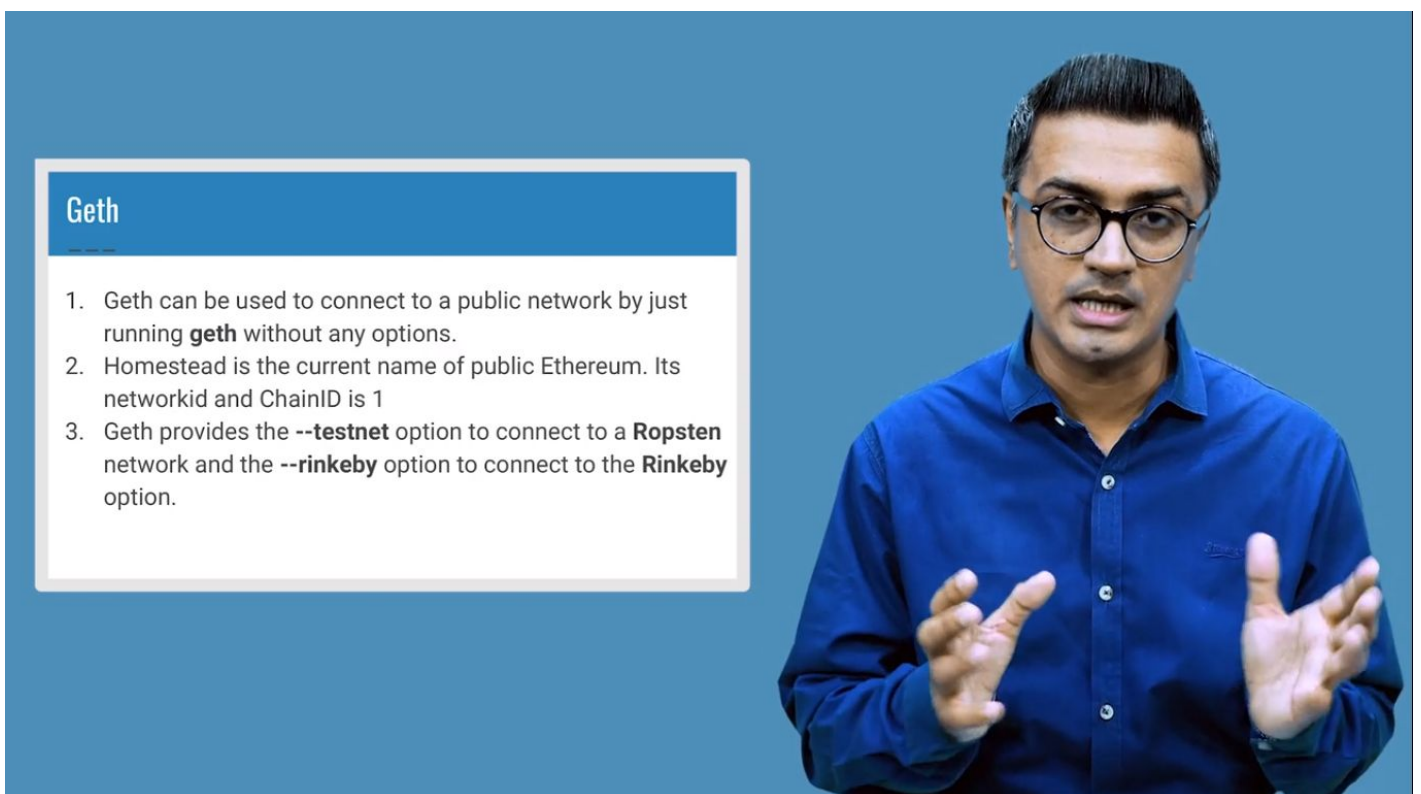 Geth
1. Geth can be used to connect to a public network by just
running geth without any options.
2. Homestead is the current name of public Ethereum. Its
networkid and ChainID is 1
3. Geth provides the --testnet option to connect to a Ropsten
network and the --rinkeby option to connect to the Rinkeby
option.